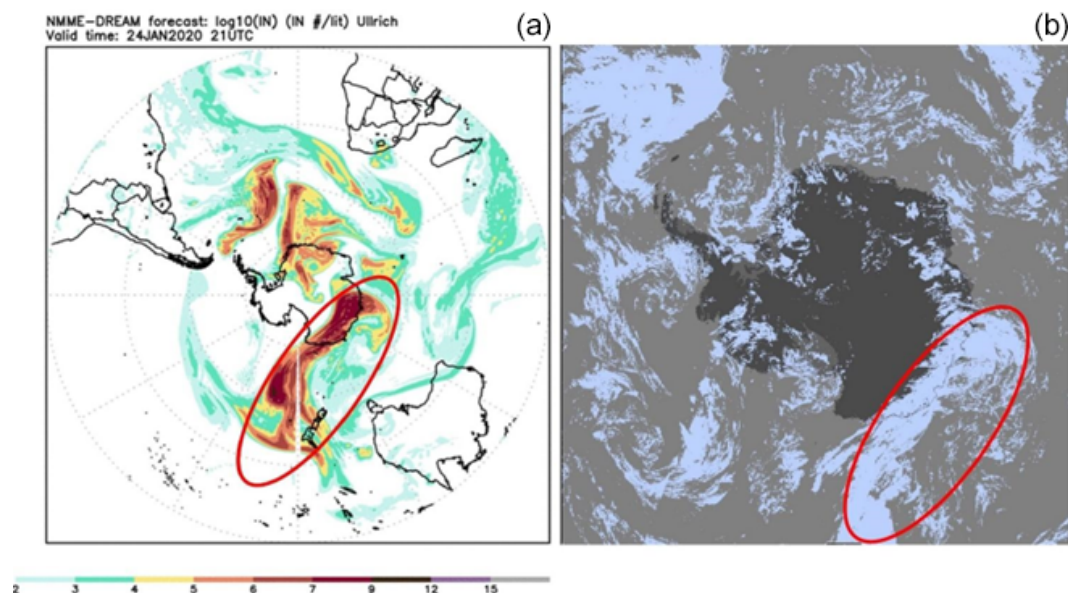 NMME-DREAM forecast: log10(IN) (IN #/lit) Ullrich
(a)
(b)
Valid time: 24JAN2020 21UTC
2 3 4 5 6 7 9 12 15